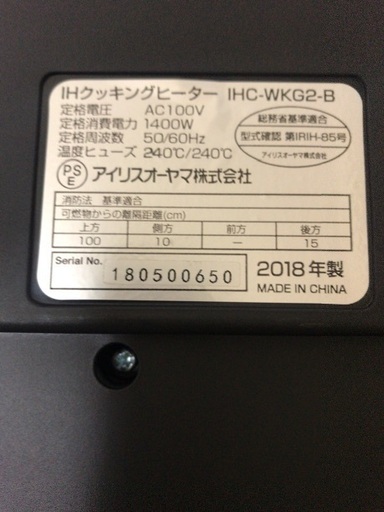 IHクッキングヒーター IHC-WKG2-B
定格電圧 AC100V
定格消費電力 1400W
定格周波数 50/60Hz
温度ヒューズ 240℃/240℃
総務省基準適合
型式確認 第IRIH-85号
アイリスオーヤマ株式会社
PS
E
アイリスオーヤマ株式会社
消防法 基準適合
可燃物からの離隔距離(cm)
上方 側方 前方 後方
100 10 — 15
Serial No. 180500650
2018年製
MADE IN CHINA